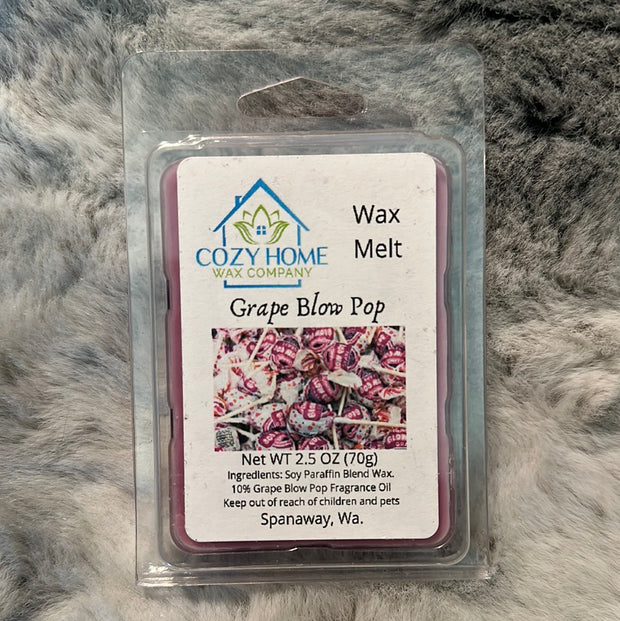 Wax
Melt
COZY HOME
WAX COMPANY
Grape Blow Pop
Net WT 2.5 OZ (70g)
Ingredients: Soy Paraffin Blend Wax.
10% Grape Blow Pop Fragrance Oil
Keep out of reach of children and pets
Spanaway, Wa.